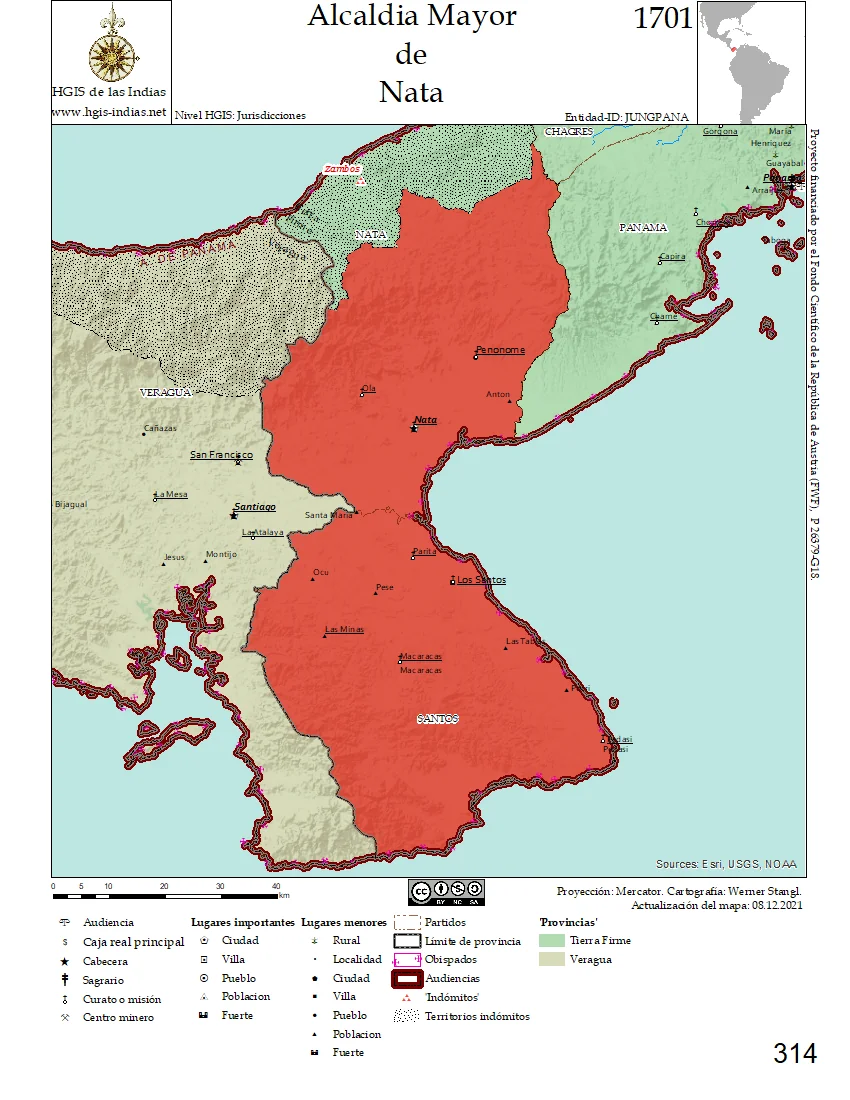 Alcaldia Mayor
de
Nata
1701
HGIS de las Indias
www.hgis-indias.net
Nivel HGIS: Jurisdicciones
Entidad-ID: JUNGPANA
CHAGRES
Gorgona
María
Henriquez
Guayabal
Zambos
NATA
PANAMA
A. DE PANAMA
Capira
Chame
Penonome
Ola
Anton
VERAGUA
Nata
Cañazas
San Francisco
La Mesa
Bijagual
Santiago
Santa Maria
La Atalaya
Parita
Jesus
Montijo
Ocu
Los Santos
Pese
Las Minas
Macaracas
Macaracas
SANTOS
Sources: Esri, USGS, NOAA
Proyecto financiado por el Fondo Científico de la República de Austria (FWF), P 26379-G18.
0 5 10 20 30 40
km
CC BY NC SA
Proyección: Mercator. Cartografía: Werner Stangl.
Actualización del mapa: 08.12.2021
Audiencia
Caja real principal
Cabecera
Sagrario
Curato o misión
Centro minero
Lugares importantes
Ciudad
Villa
Pueblo
Poblacion
Fuerte
Lugares menores
Rural
Localidad
Ciudad
Villa
Pueblo
Poblacion
Fuerte
Partidos
Límite de provincia
Obispados
Audiencias
'Indómitos'
Territorios indómitos
'Provincias'
Tierra Firme
Veragua
314